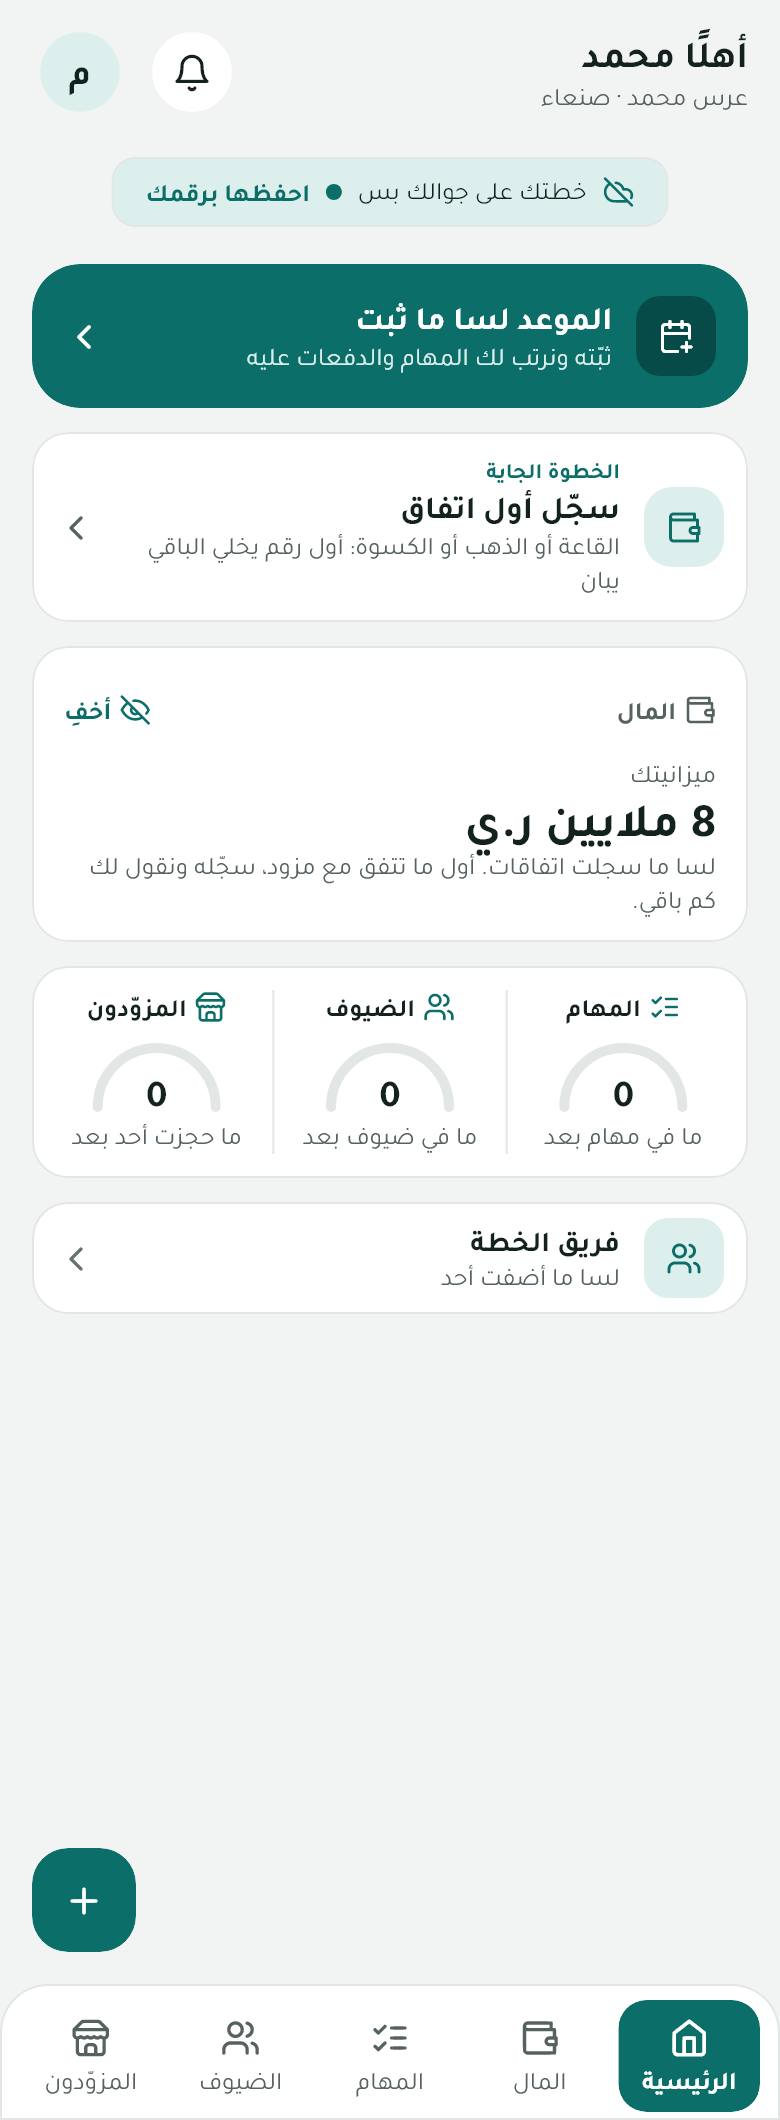 أهلًا محمد
عرس محمد · صنعاء
م
خطتك على جوالك بس • احفظها برقمك
الموعد لسا ما ثبت
ثبّته ونرتب لك المهام والدفعات عليه
الخطوة الجاية
سجّل أول اتفاق
القاعة أو الذهب أو الكسوة: أول رقم يخلي الباقي
يبان
المال
أخفِ
ميزانيتك
8 ملايين ر.ي
لسا ما سجلت اتفاقات. أول ما تتفق مع مزود، سجّله ونقول لك
كم باقي.
المهام
0
ما في مهام بعد
الضيوف
0
ما في ضيوف بعد
المزوّدون
0
ما حجزت أحد بعد
فريق الخطة
لسا ما أضفت أحد
الرئيسية
المال
المهام
الضيوف
المزوّدون